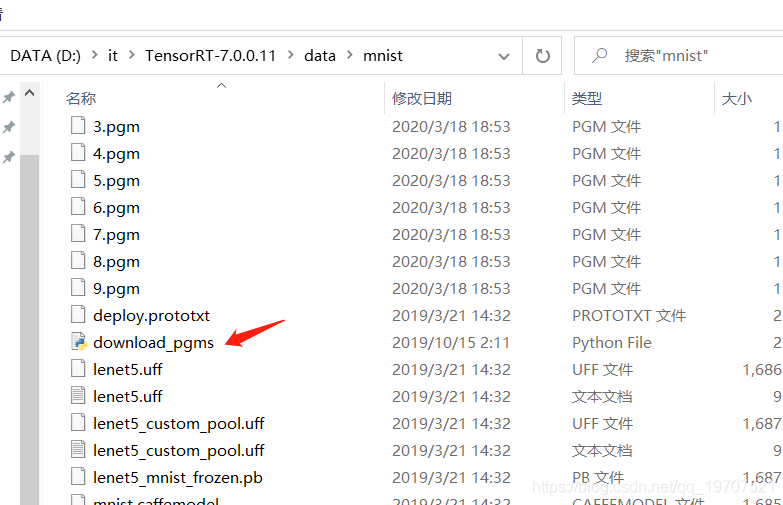 DATA (D:) > it > TensorRT-7.0.0.11 > data > mnist 搜索"mnist"
名称 修改日期 类型 大小
3.pgm 2020/3/18 18:53 PGM 文件 1
4.pgm 2020/3/18 18:53 PGM 文件 1
5.pgm 2020/3/18 18:53 PGM 文件 1
6.pgm 2020/3/18 18:53 PGM 文件 1
7.pgm 2020/3/18 18:53 PGM 文件 1
8.pgm 2020/3/18 18:53 PGM 文件 1
9.pgm 2020/3/18 18:53 PGM 文件 1
deploy.prototxt 2019/3/21 14:32 PROTOTXT 文件 2
download_pgms 2019/10/15 2:11 Python File 2
lenet5.uff 2019/3/21 14:32 UFF 文件 1,686
lenet5.uff 2019/3/21 14:32 文本文档 9
lenet5_custom_pool.uff 2019/3/21 14:32 UFF 文件 1,687
lenet5_custom_pool.uff 2019/3/21 14:32 文本文档 9
lenet5_mnist_frozen.pb 2019/3/21 14:32 PB 文件 1,687
https://blog.csdn.net/qq_19707521
mnist.caffemodel 2019/3/21 14:32 CAFFEMODEL 文件 1,685